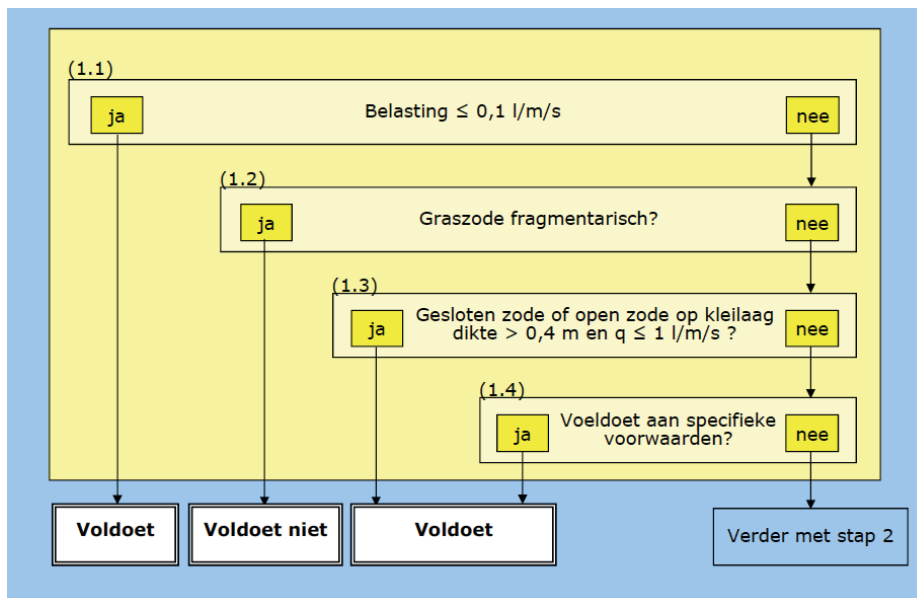 (1.1)
ja
Belasting ≤ 0,1 l/m/s
nee
(1.2)
ja
Graszode fragmentarisch?
nee
(1.3)
ja
Gesloten zode of open zode op kleilaag
dikte > 0,4 m en q ≤ 1 l/m/s ?
nee
(1.4)
ja
Voeldoet aan specifieke
voorwaarden?
nee
Voldoet
Voldoet niet
Voldoet
Verder met stap 2